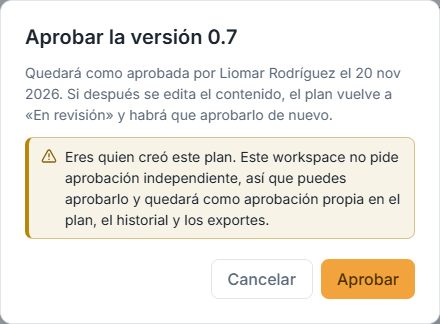 Aprobar la versión 0.7
Quedará como aprobada por Liomar Rodríguez el 20 nov
2026. Si después se edita el contenido, el plan vuelve a
«En revisión» y habrá que aprobarlo de nuevo.
Eres quien creó este plan. Este workspace no pide
aprobación independiente, así que puedes
aprobarlo y quedará como aprobación propia en el
plan, el historial y los exportes.
Cancelar
Aprobar